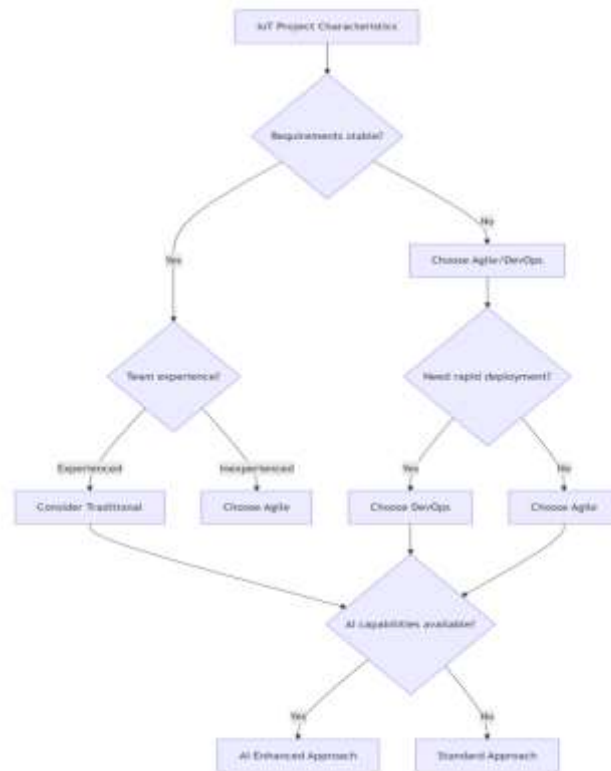 IoT Project Characteristics
Requirements stable?
Yes
No
Choose Agile/DevOps
Team experience?
Need rapid deployment?
Experienced
Inexperienced
Yes
No
Consider Traditional
Choose Agile
Choose DevOps
Choose Agile
AI capabilities available?
Yes
No
AI Enhanced Approach
Standard Approach